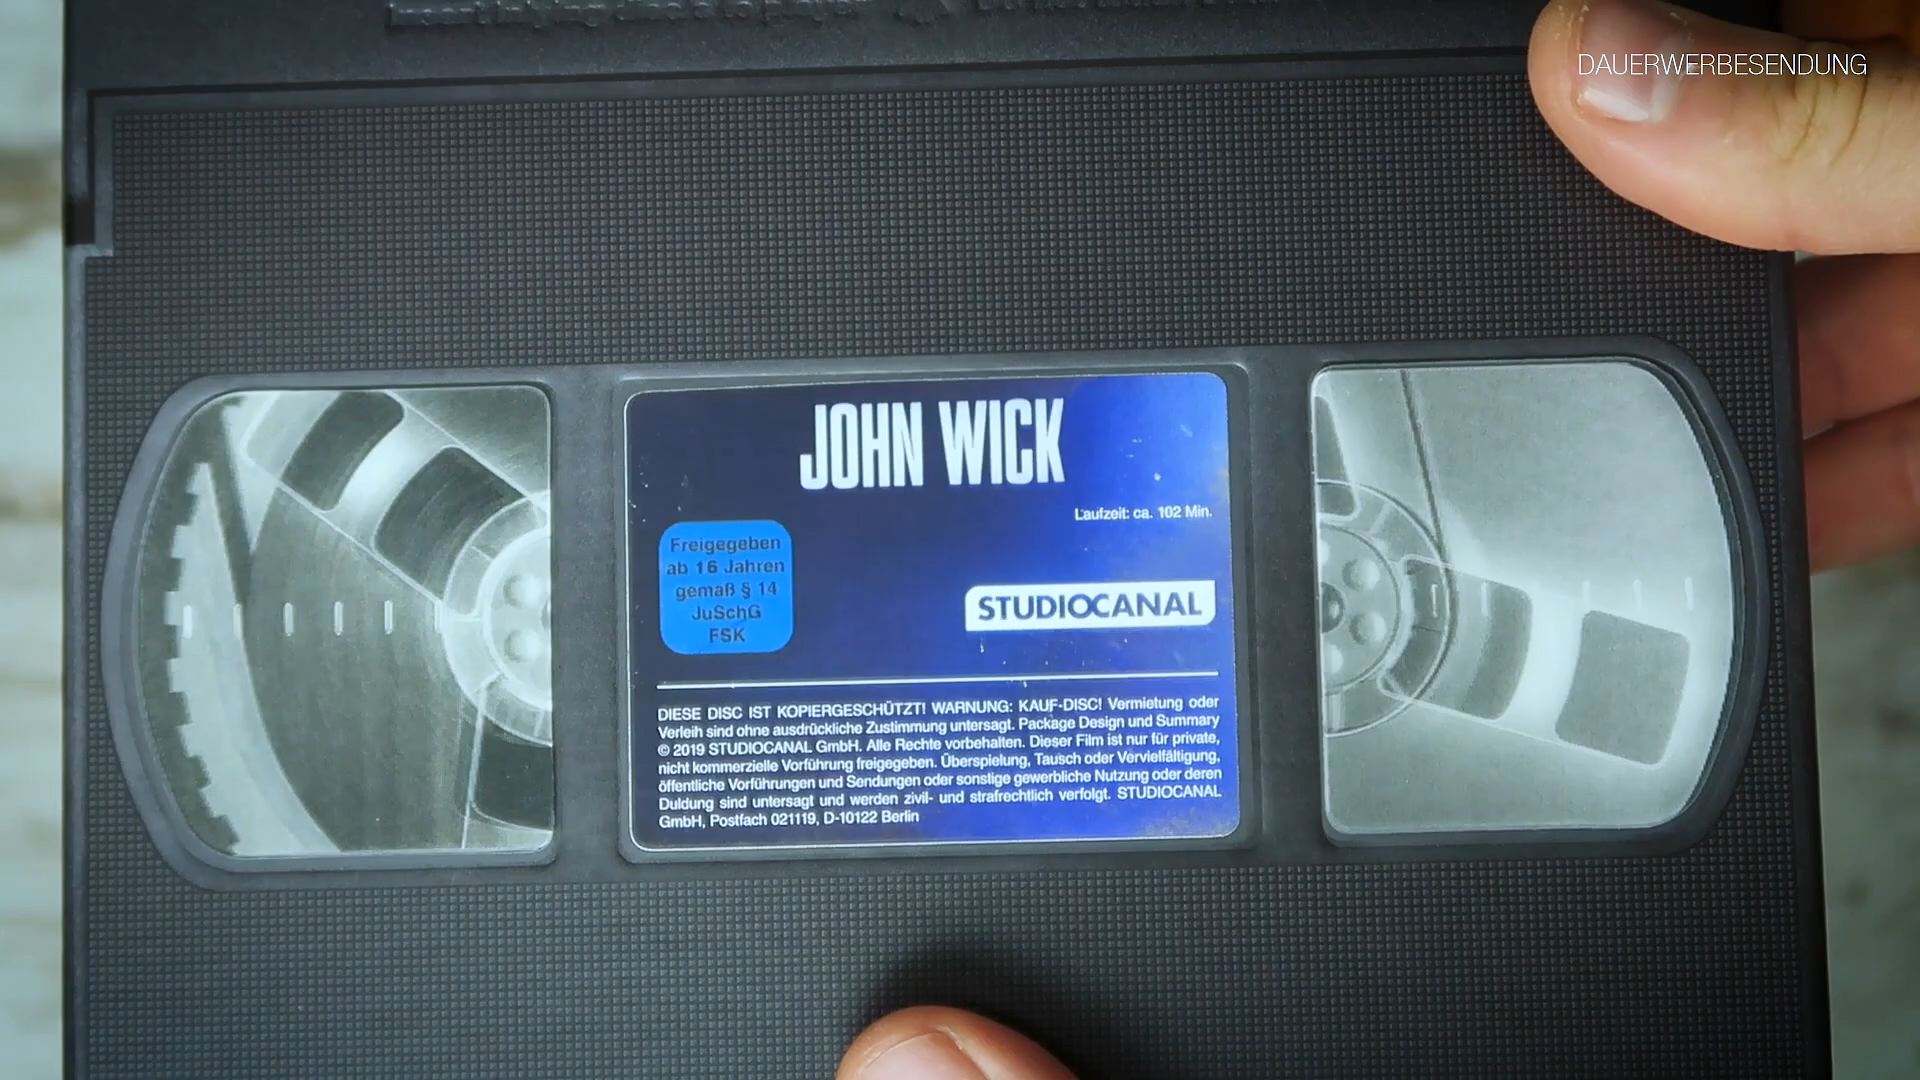 DAUERWERBESENDUNG
JOHN WICK
Laufzeit: ca. 102 Min.
Freigegeben
ab 16 Jahren
gemäß § 14
JuSchG
FSK
STUDIOCANAL
DIESE DISC IST KOPIERGESCHÜTZT! WARNUNG: KAUF-DISC! Vermietung oder
Verleih sind ohne ausdrückliche Zustimmung untersagt. Package Design und Summary
© 2019 STUDIOCANAL GmbH. Alle Rechte vorbehalten. Dieser Film ist nur für private,
nicht kommerzielle Vorführung freigegeben. Überspielung, Tausch oder Vervielfältigung,
öffentliche Vorführungen und Sendungen oder sonstige gewerbliche Nutzung oder deren
Duldung sind untersagt und werden zivil- und strafrechtlich verfolgt. STUDIOCANAL
GmbH, Postfach 021119, D-10122 Berlin